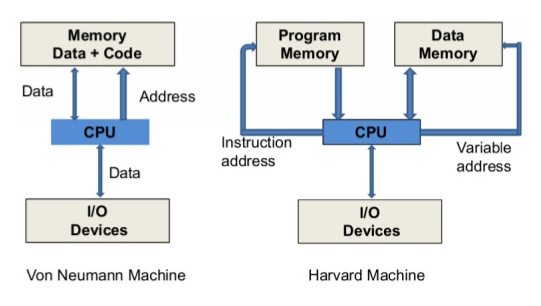 Memory
Data + Code
Data
Address
CPU
Data
I/O
Devices
Von Neumann Machine
Program
Memory
Data
Memory
CPU
Instruction
address
Variable
address
I/O
Devices
Harvard Machine